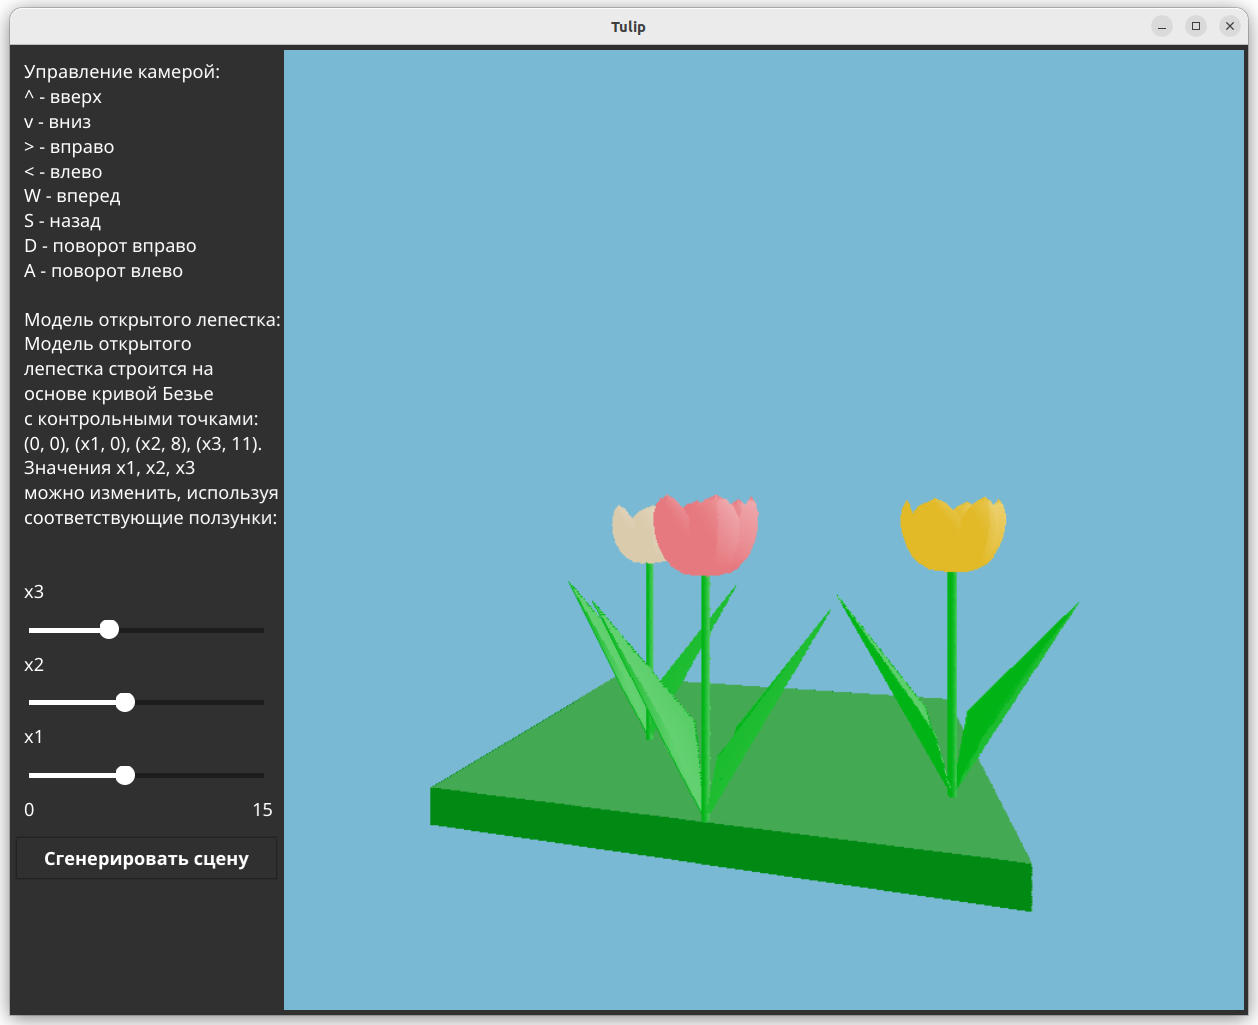 Tulip
Управление камерой:
^ - вверх
v - вниз
> - вправо
< - влево
W - вперед
S - назад
D - поворот вправо
A - поворот влево
Модель открытого лепестка:
Модель открытого
лепестка строится на
основе кривой Безье
с контрольными точками:
(0, 0), (x1, 0), (x2, 8), (x3, 11).
Значения x1, x2, x3
можно изменить, используя
соответствующие ползунки:
x3
x2
x1
0 15
Сгенерировать сцену